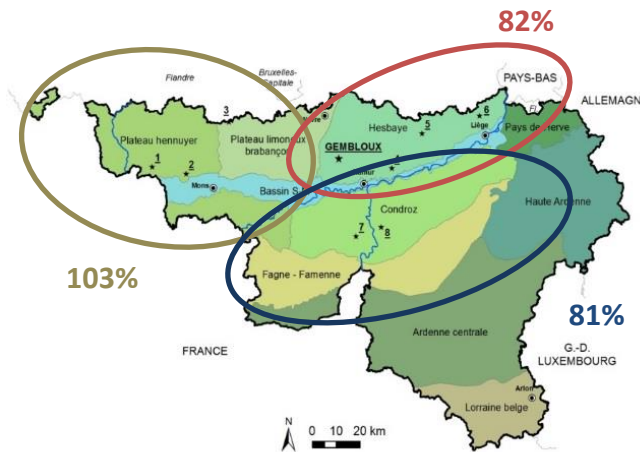 82%
Flandre
Bruxelles-
Capitale
PAYS-BAS
ALLEMAGN
3
6
5
Hesbaye
Liège
Pays de Herve
Plateau hennuyer
Plateau limoneux
brabançon
GEMBLOUX
1
2
4
Mons
Bassin S
Haute Ardenne
Condroz
7
8
103%
Fagne - Famenne
81%
FRANCE
Ardenne centrale
G.-D.
LUXEMBOURG
Arlon
Lorraine belge
N
0 10 20 km